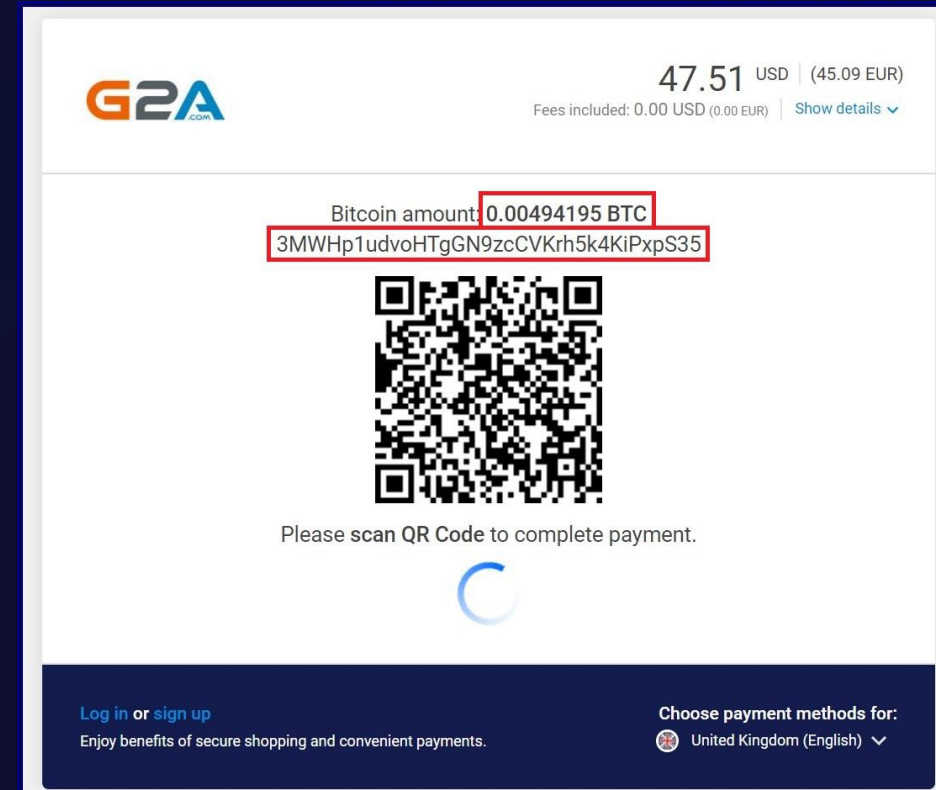 G2A
.COM
47.51 USD (45.09 EUR)
Fees included: 0.00 USD (0.00 EUR) Show details
Bitcoin amount: 0.00494195 BTC
3MWHp1udvoHTgGN9zcCVKrh5k4KiPxpS35
Please scan QR Code to complete payment.
Log in or sign up
Enjoy benefits of secure shopping and convenient payments.
Choose payment methods for:
United Kingdom (English)